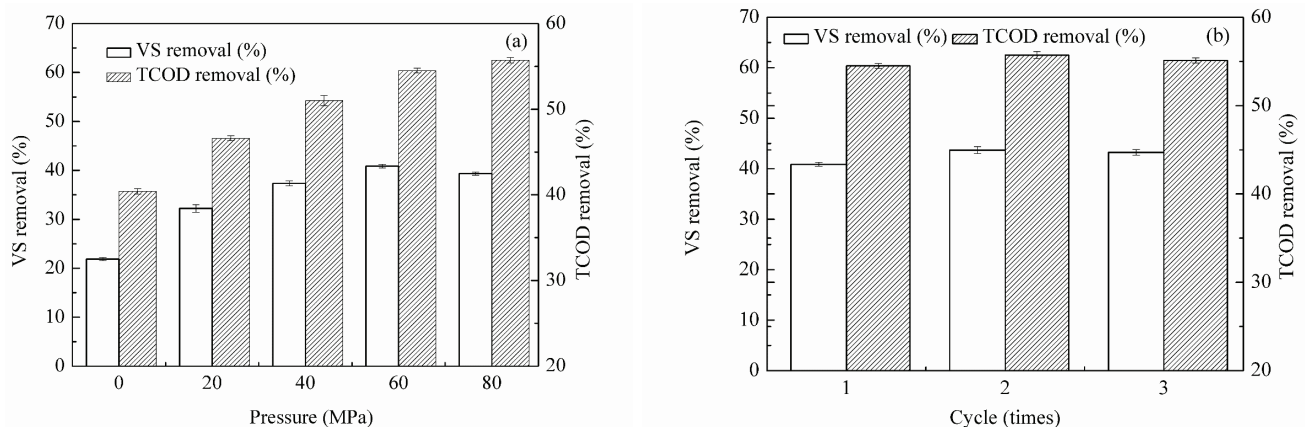 (a)
VS removal (%)
TCOD removal (%)
70
60
50
40
30
20
10
0
VS removal (%)
60
50
40
30
20
TCOD removal (%)
0 20 40 60 80
Pressure (MPa)
(b)
VS removal (%) TCOD removal (%)
70
60
50
40
30
20
10
0
VS removal (%)
60
50
40
30
20
TCOD removal (%)
1 2 3
Cycle (times)